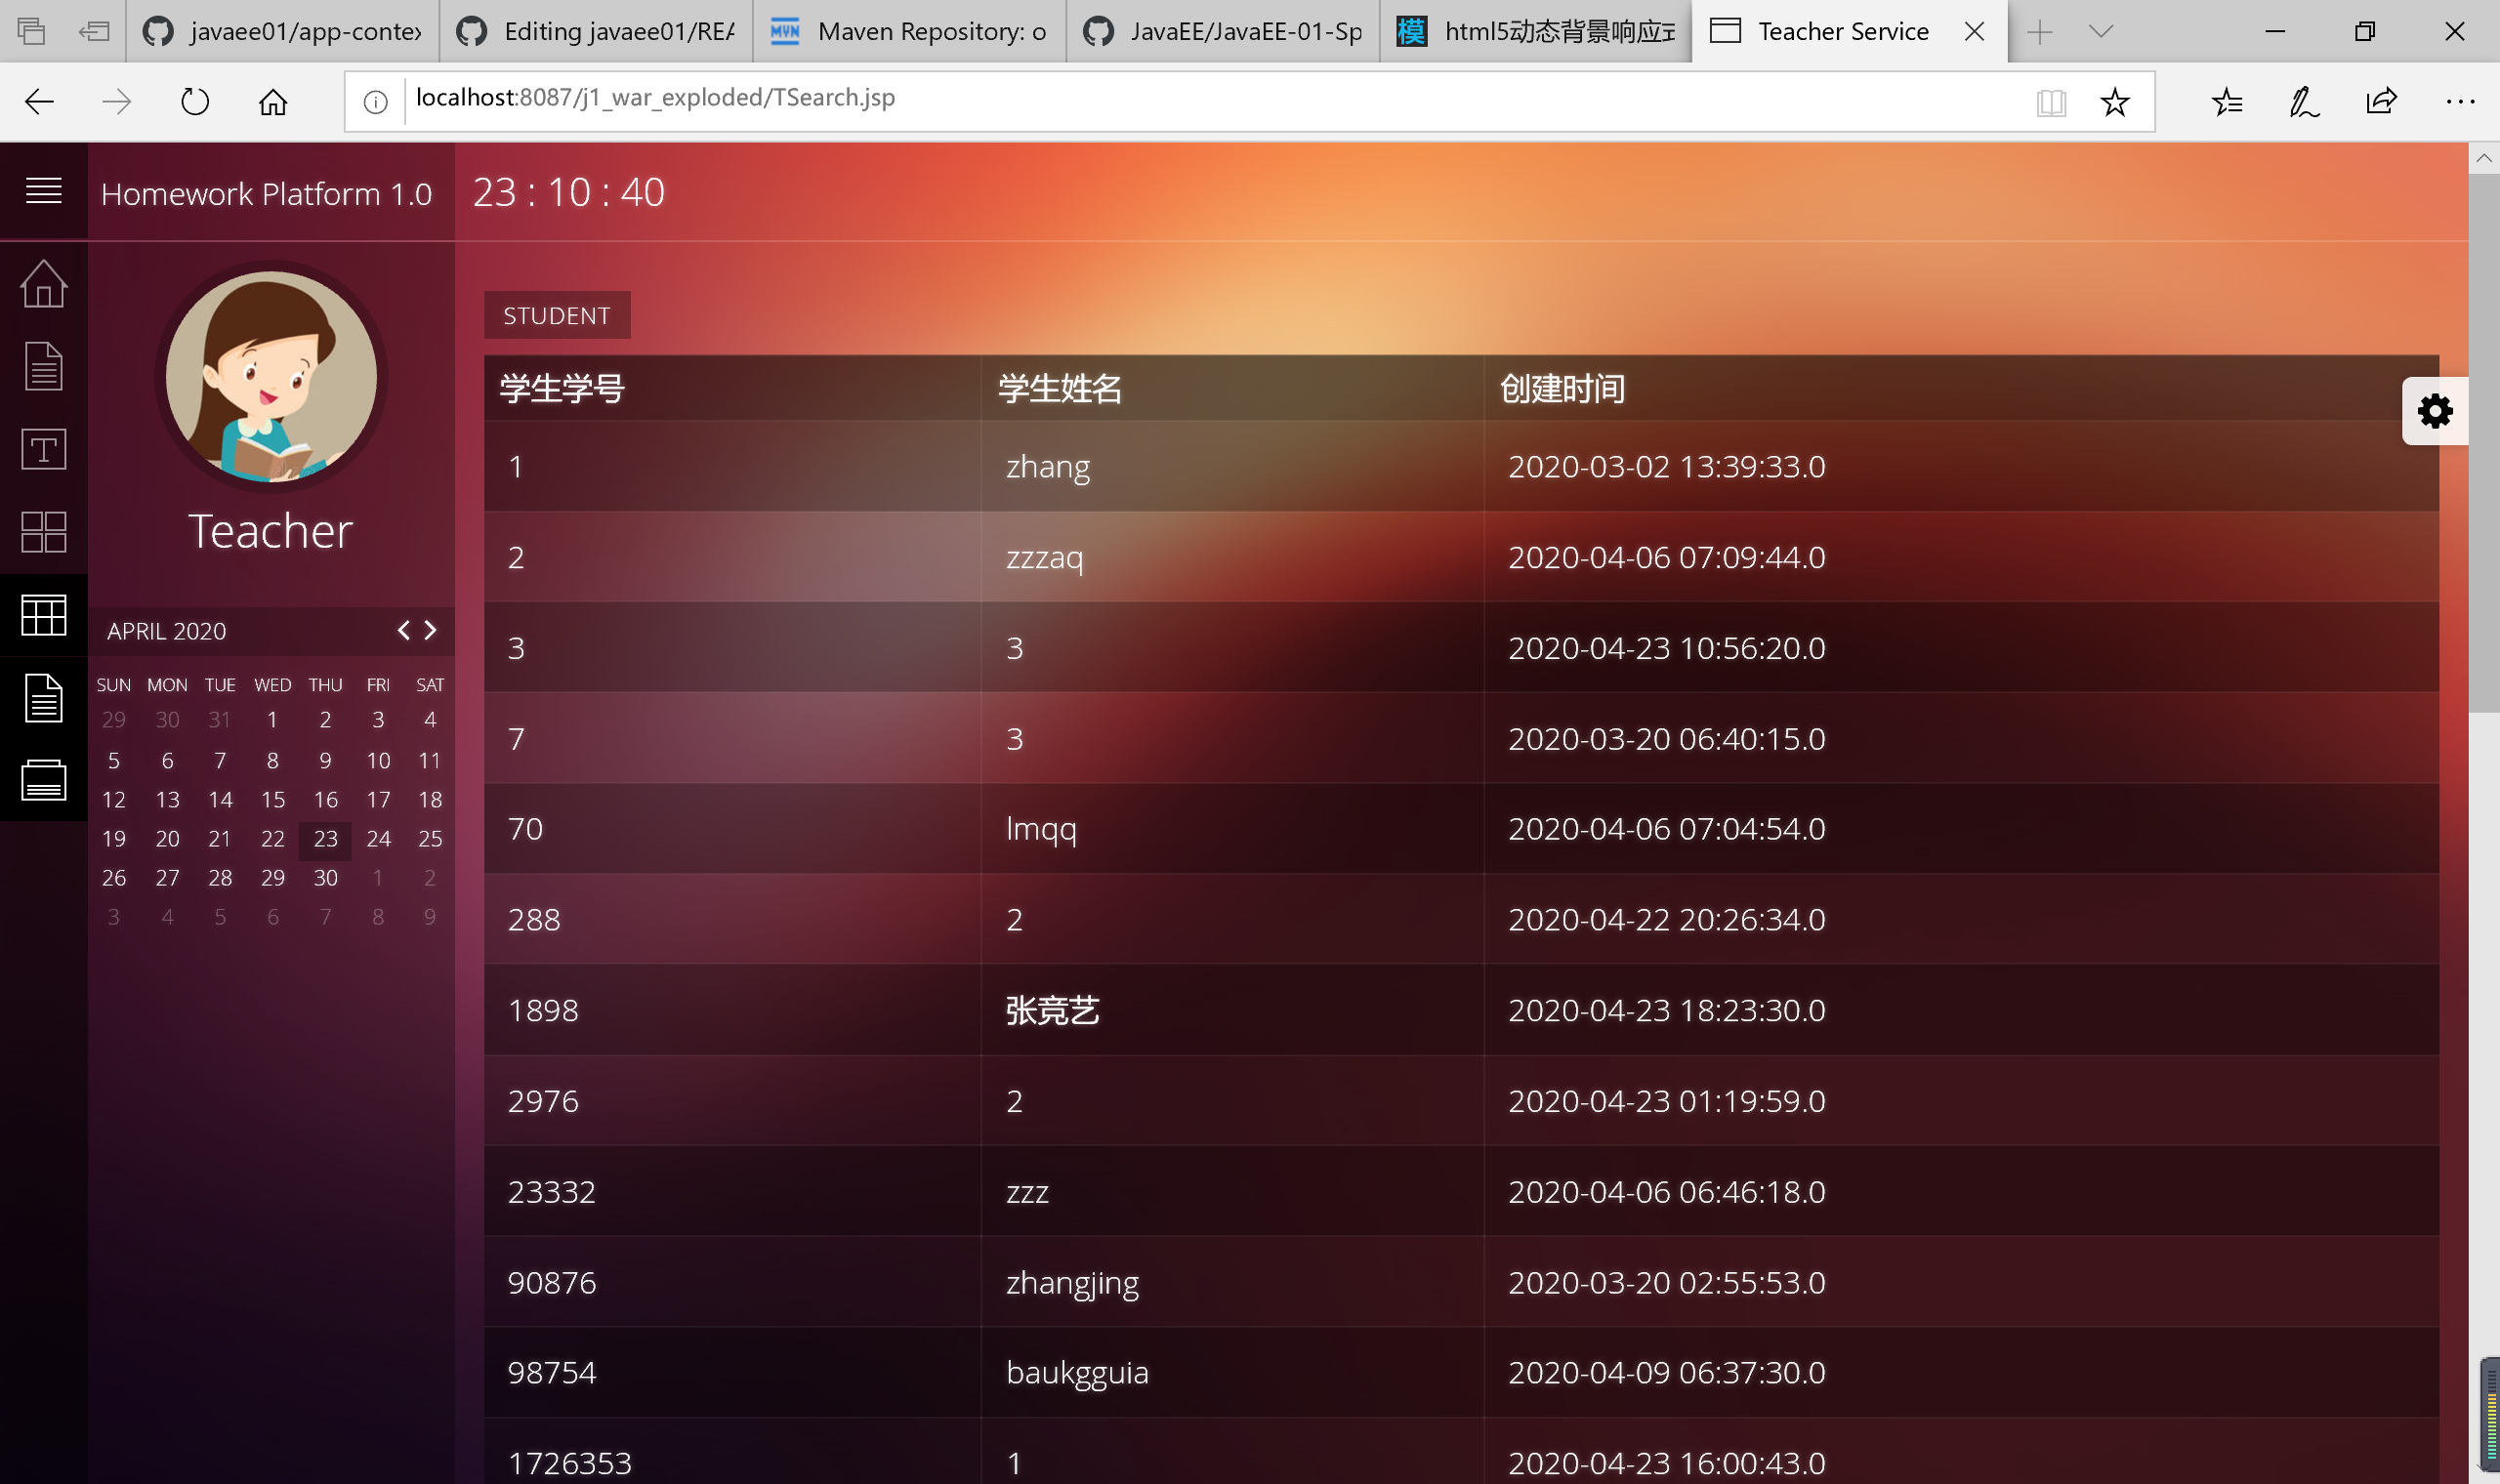 javaee01/app-contex
Editing javaee01/REA
MVN Maven Repository: o
JavaEE/JavaEE-01-Sp
模 html5动态背景响应式
Teacher Service
localhost:8087/j1_war_exploded/TSearch.jsp
Homework Platform 1.0
23 : 10 : 40
STUDENT
学生学号 学生姓名 创建时间
1 zhang 2020-03-02 13:39:33.0
2 zzzaq 2020-04-06 07:09:44.0
3 3 2020-04-23 10:56:20.0
7 3 2020-03-20 06:40:15.0
70 lmqq 2020-04-06 07:04:54.0
288 2 2020-04-22 20:26:34.0
1898 张竞艺 2020-04-23 18:23:30.0
2976 2 2020-04-23 01:19:59.0
23332 zzz 2020-04-06 06:46:18.0
90876 zhangjing 2020-03-20 02:55:53.0
98754 baukgguia 2020-04-09 06:37:30.0
1726353 1 2020-04-23 16:00:43.0
T
Teacher
APRIL 2020
SUN MON TUE WED THU FRI SAT
29 30 31 1 2 3 4
5 6 7 8 9 10 11
12 13 14 15 16 17 18
19 20 21 22 23 24 25
26 27 28 29 30 1 2
3 4 5 6 7 8 9